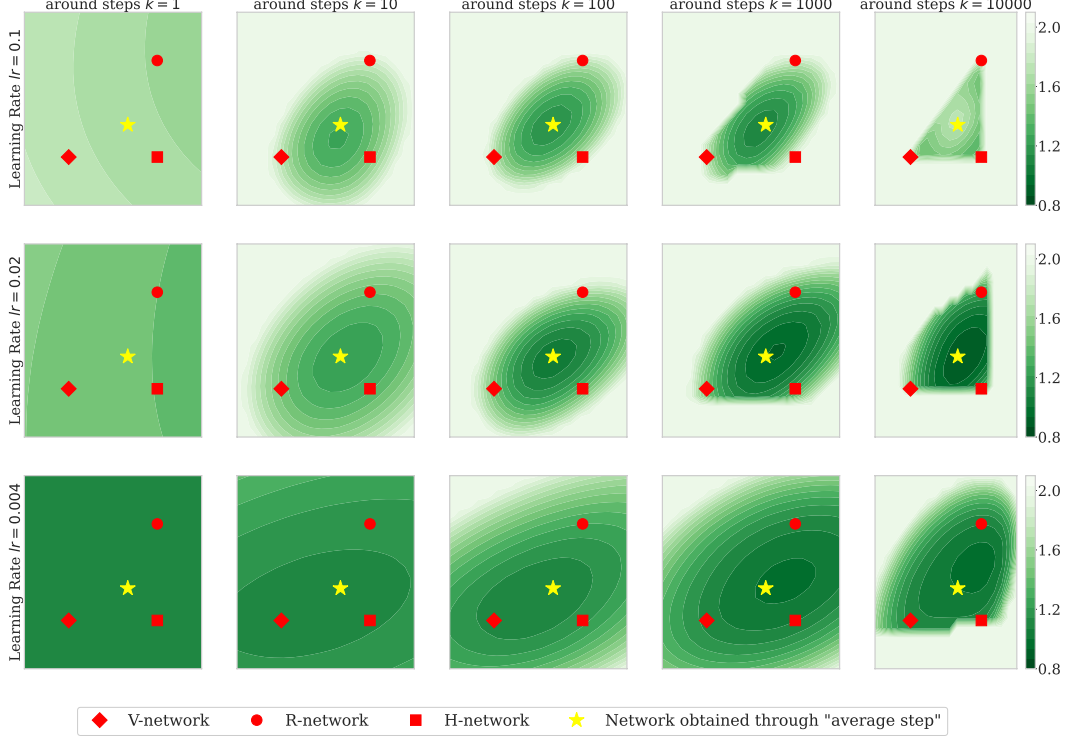 around steps k = 1
around steps k = 10
around steps k = 100
around steps k = 1000
around steps k = 10000
Learning Rate lr = 0.1
2.0
1.6
1.2
0.8
Learning Rate lr = 0.02
2.0
1.6
1.2
0.8
Learning Rate lr = 0.004
2.0
1.6
1.2
0.8
V-network
R-network
H-network
Network obtained through "average step"